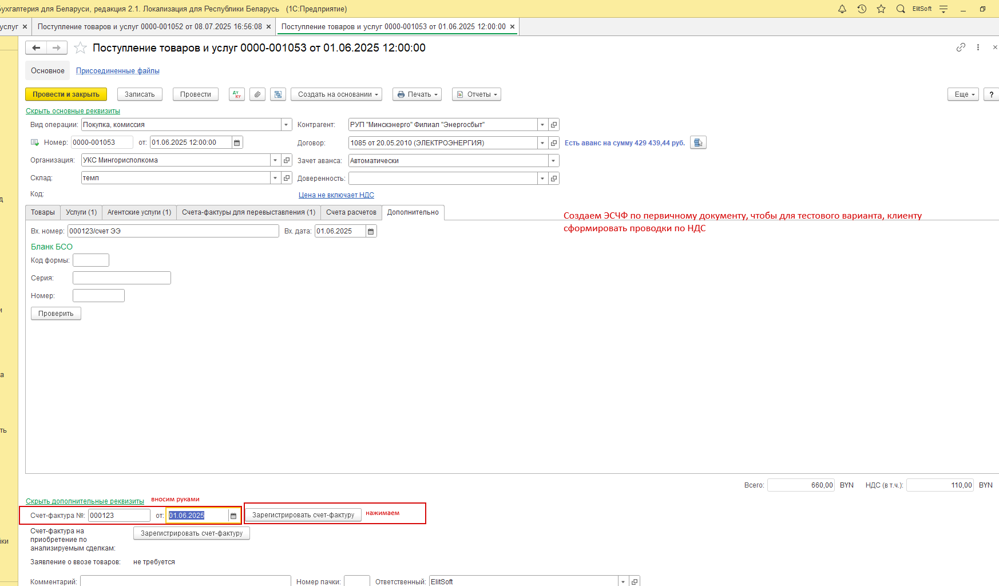 бухгалтерия для Беларуси, редакция 2.1. Локализация для Республики Беларусь (1С:Предприятие)
ElitSoft
услуг ×
Поступление товаров и услуг 0000-001052 от 08.07.2025 16:56:08 ×
Поступление товаров и услуг 0000-001053 от 01.06.2025 12:00:00 ×
Поступление товаров и услуг 0000-001053 от 01.06.2025 12:00:00
Основное Присоединенные файлы
Провести и закрыть Записать Провести Дт Кт Создать на основании Печать Отчеты Еще ?
Скрыть основные реквизиты
Вид операции: Покупка, комиссия Контрагент: РУП "Минскэнерго" Филиал "Энергосбыт"
Номер: 0000-001053 от: 01.06.2025 12:00:00 Договор: 1085 от 20.05.2010 (ЭЛЕКТРОЭНЕРГИЯ) Есть аванс на сумму 429 439,44 руб.
Организация: УКС Мингорисполкома Зачет аванса: Автоматически
Склад: темп Доверенность:
Код: Цена не включает НДС
д
Товары Услуги (1) Агентские услуги (1) Счета-фактуры для перевыставления (1) Счета расчетов Дополнительно
Создаем ЭСЧФ по первичному документу, чтобы для тестового варианта, клиенту
сформировать проводки по НДС
Вх. номер: 000123/счет ЭЭ Вх. дата: 01.06.2025
Бланк БСО
Код формы:
Серия:
Номер:
и
Проверить
а
ть
Всего: 660,00 BYN НДС (в т.ч.): 110,00 BYN
Скрыть дополнительные реквизиты вносим руками
Счет-фактура №: 000123 от: 01.06.2025 Зарегистрировать счет-фактуру нажимаем
Счет-фактура на
приобретение по
анализируемым сделкам:
Зарегистрировать счет-фактуру
йки
Заявление о ввозе товаров: не требуется
Комментарий: Номер пачки: Ответственный: ElitSoft